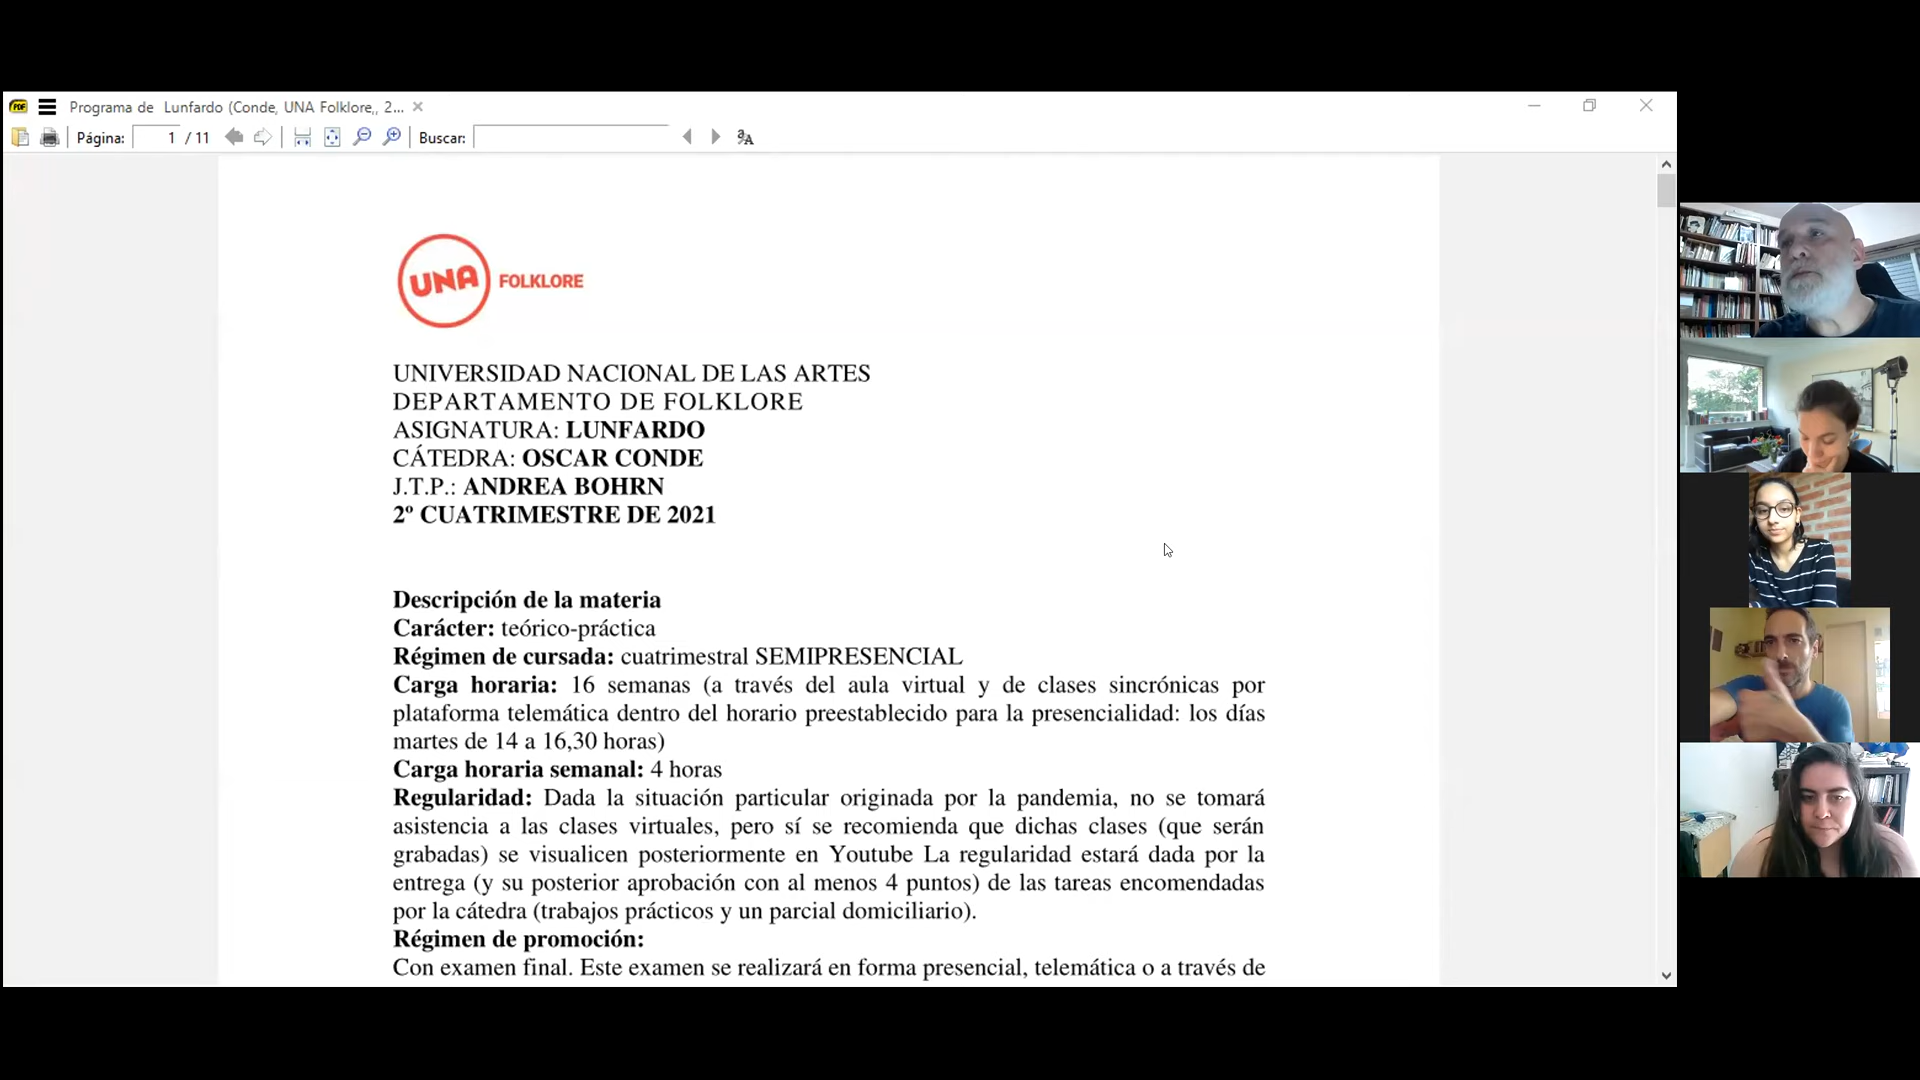 Programa de Lunfardo (Conde, UNA Folklore,, 2...
Página: 1 / 11 Buscar:
UNA FOLKLORE
UNIVERSIDAD NACIONAL DE LAS ARTES
DEPARTAMENTO DE FOLKLORE
ASIGNATURA: LUNFARDO
CÁTEDRA: OSCAR CONDE
J.T.P.: ANDREA BOHRN
2º CUATRIMESTRE DE 2021
Descripción de la materia
Carácter: teórico-práctica
Régimen de cursada: cuatrimestral SEMIPRESENCIAL
Carga horaria: 16 semanas (a través del aula virtual y de clases sincrónicas por
plataforma telemática dentro del horario preestablecido para la presencialidad: los días
martes de 14 a 16,30 horas)
Carga horaria semanal: 4 horas
Regularidad: Dada la situación particular originada por la pandemia, no se tomará
asistencia a las clases virtuales, pero sí se recomienda que dichas clases (que serán
grabadas) se visualicen posteriormente en Youtube La regularidad estará dada por la
entrega (y su posterior aprobación con al menos 4 puntos) de las tareas encomendadas
por la cátedra (trabajos prácticos y un parcial domiciliario).
Régimen de promoción:
Con examen final. Este examen se realizará en forma presencial, telemática o a través de